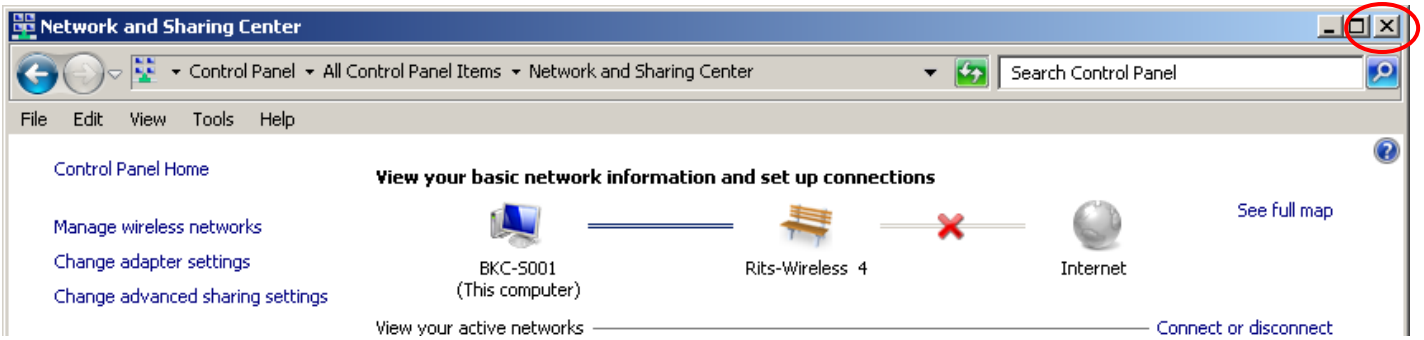 Network and Sharing Center
Control Panel All Control Panel Items Network and Sharing Center Search Control Panel
File Edit View Tools Help
Control Panel Home
View your basic network information and set up connections
See full map
Manage wireless networks
Change adapter settings
Change advanced sharing settings
BKC-S001
(This computer)
Rits-Wireless 4
Internet
View your active networks
Connect or disconnect